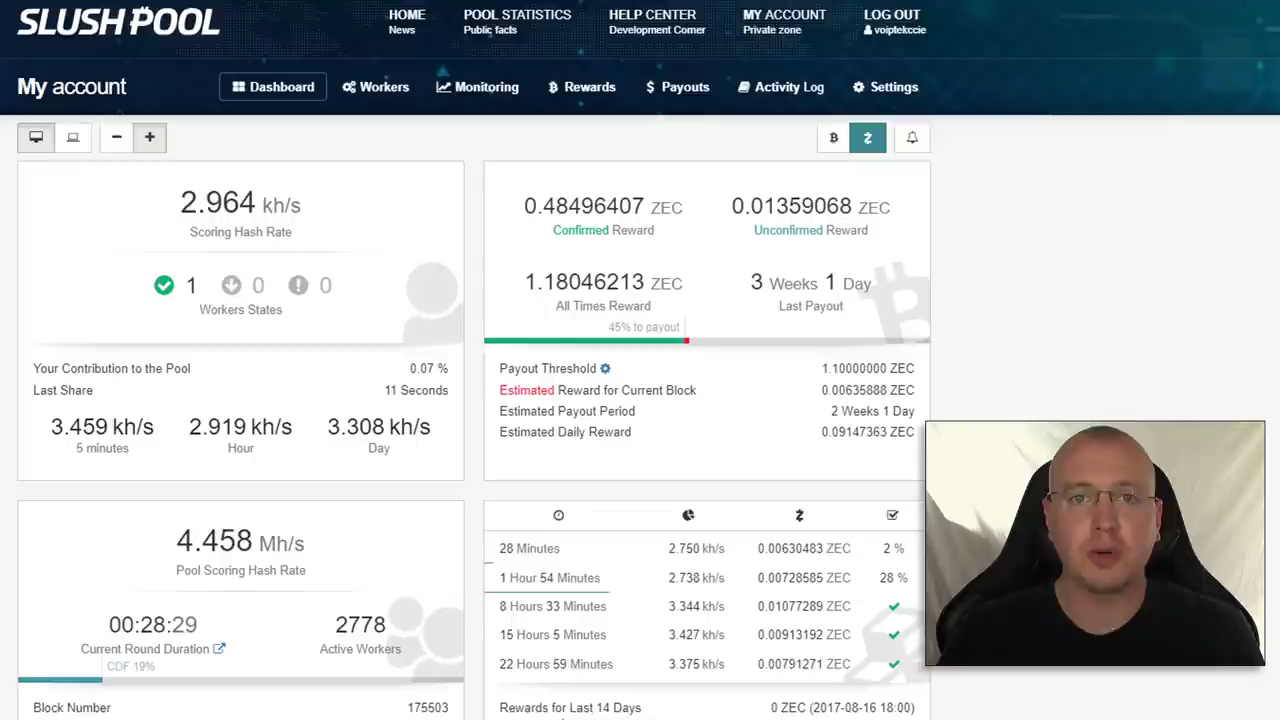 SLUSH POOL
HOME
News
POOL STATISTICS
Public facts
HELP CENTER
Development Corner
MY ACCOUNT
Private zone
LOG OUT
voiptekccie
My account
Dashboard
Workers
Monitoring
Rewards
Payouts
Activity Log
Settings
2.964 kh/s
Scoring Hash Rate
1 0 0
Workers States
Your Contribution to the Pool 0.07 %
Last Share 11 Seconds
3.459 kh/s 2.919 kh/s 3.308 kh/s
5 minutes Hour Day
0.48496407 ZEC 0.01359068 ZEC
Confirmed Reward Unconfirmed Reward
1.18046213 ZEC 3 Weeks 1 Day
All Times Reward Last Payout
45% to payout
Payout Threshold 1.10000000 ZEC
Estimated Reward for Current Block 0.00635888 ZEC
Estimated Payout Period 2 Weeks 1 Day
Estimated Daily Reward 0.09147363 ZEC
4.458 Mh/s
Pool Scoring Hash Rate
00:28:29 2778
Current Round Duration Active Workers
CDF 19%
Block Number 175503
28 Minutes 2.750 kh/s 0.00630483 ZEC 2 %
1 Hour 54 Minutes 2.738 kh/s 0.00728585 ZEC 28 %
8 Hours 33 Minutes 3.344 kh/s 0.01077289 ZEC
15 Hours 5 Minutes 3.427 kh/s 0.00913192 ZEC
22 Hours 59 Minutes 3.375 kh/s 0.00791271 ZEC
Rewards for Last 14 Days 0 ZEC (2017-08-16 18:00)